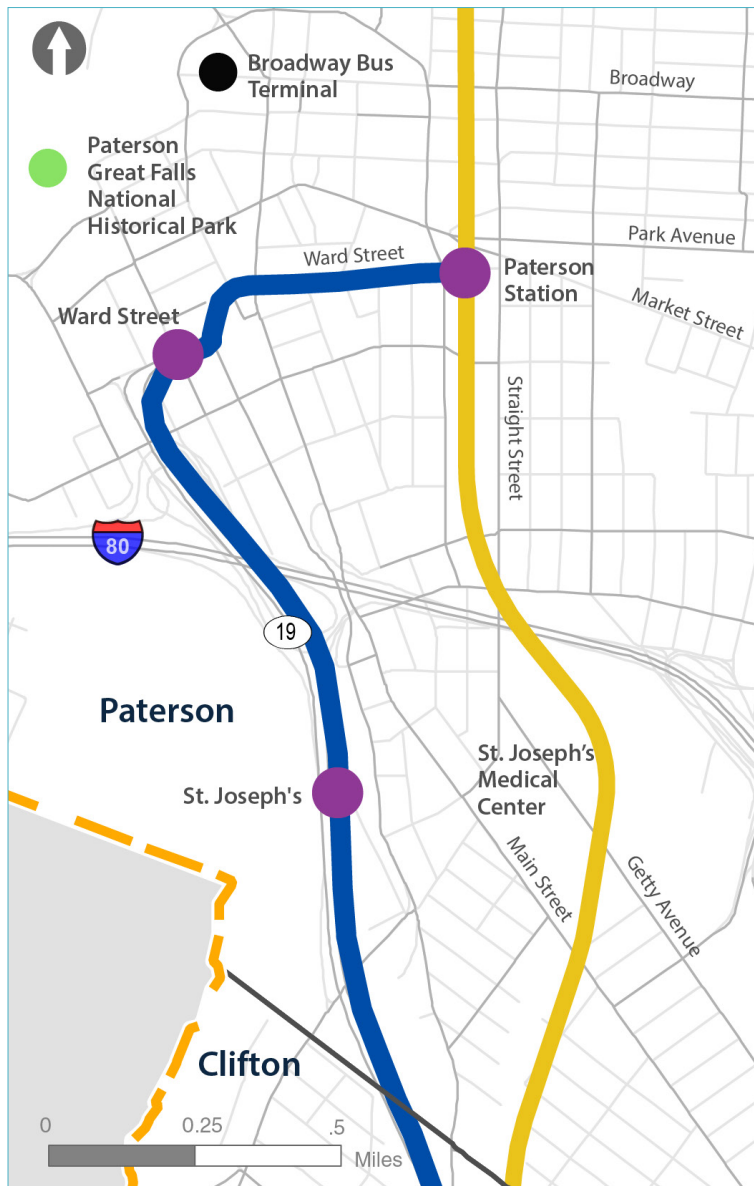 Broadway Bus
Terminal
Broadway
Paterson
Great Falls
National
Historical Park
Park Avenue
Ward Street
Paterson
Station
Market Street
Ward Street
Straight Street
80
19
Paterson
St. Joseph's
Medical
Center
St. Joseph's
Main Street
Getty Avenue
Clifton
0 0.25 .5
Miles